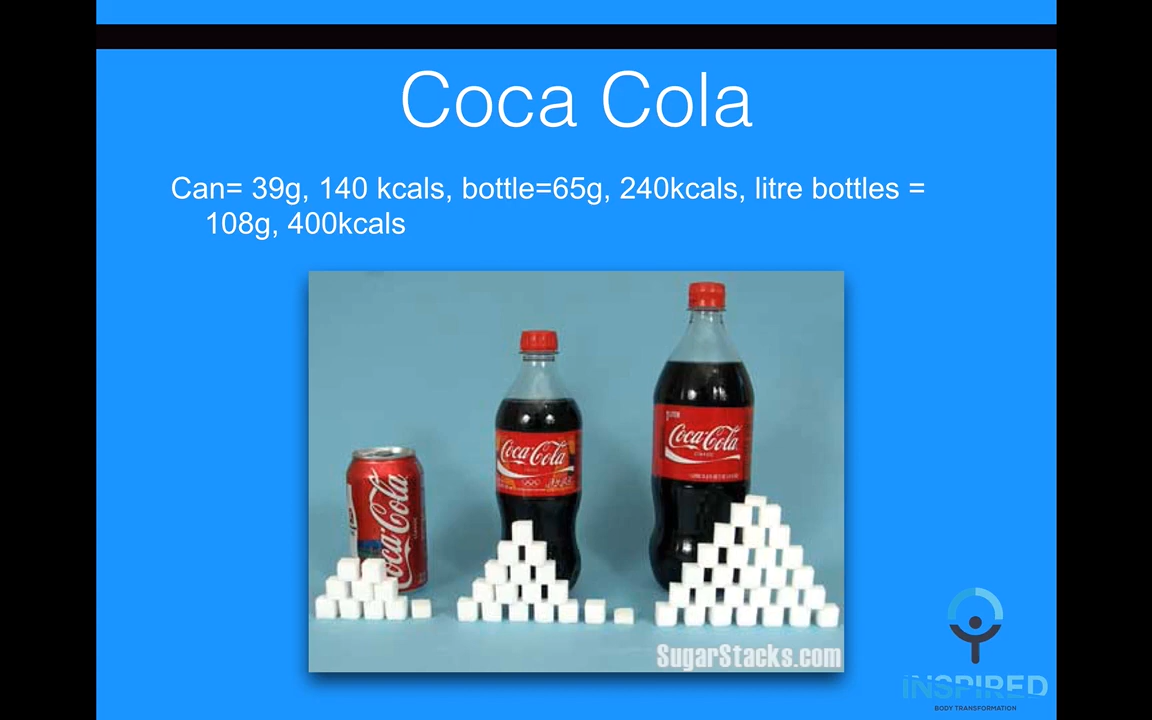 Coca Cola
Can= 39g, 140 kcals, bottle=65g, 240kcals, litre bottles =
108g, 400kcals
Coca-Cola
Coca-Cola
Coca-Cola
SugarStacks.com
INSPIRED
BODY TRANSFORMATION